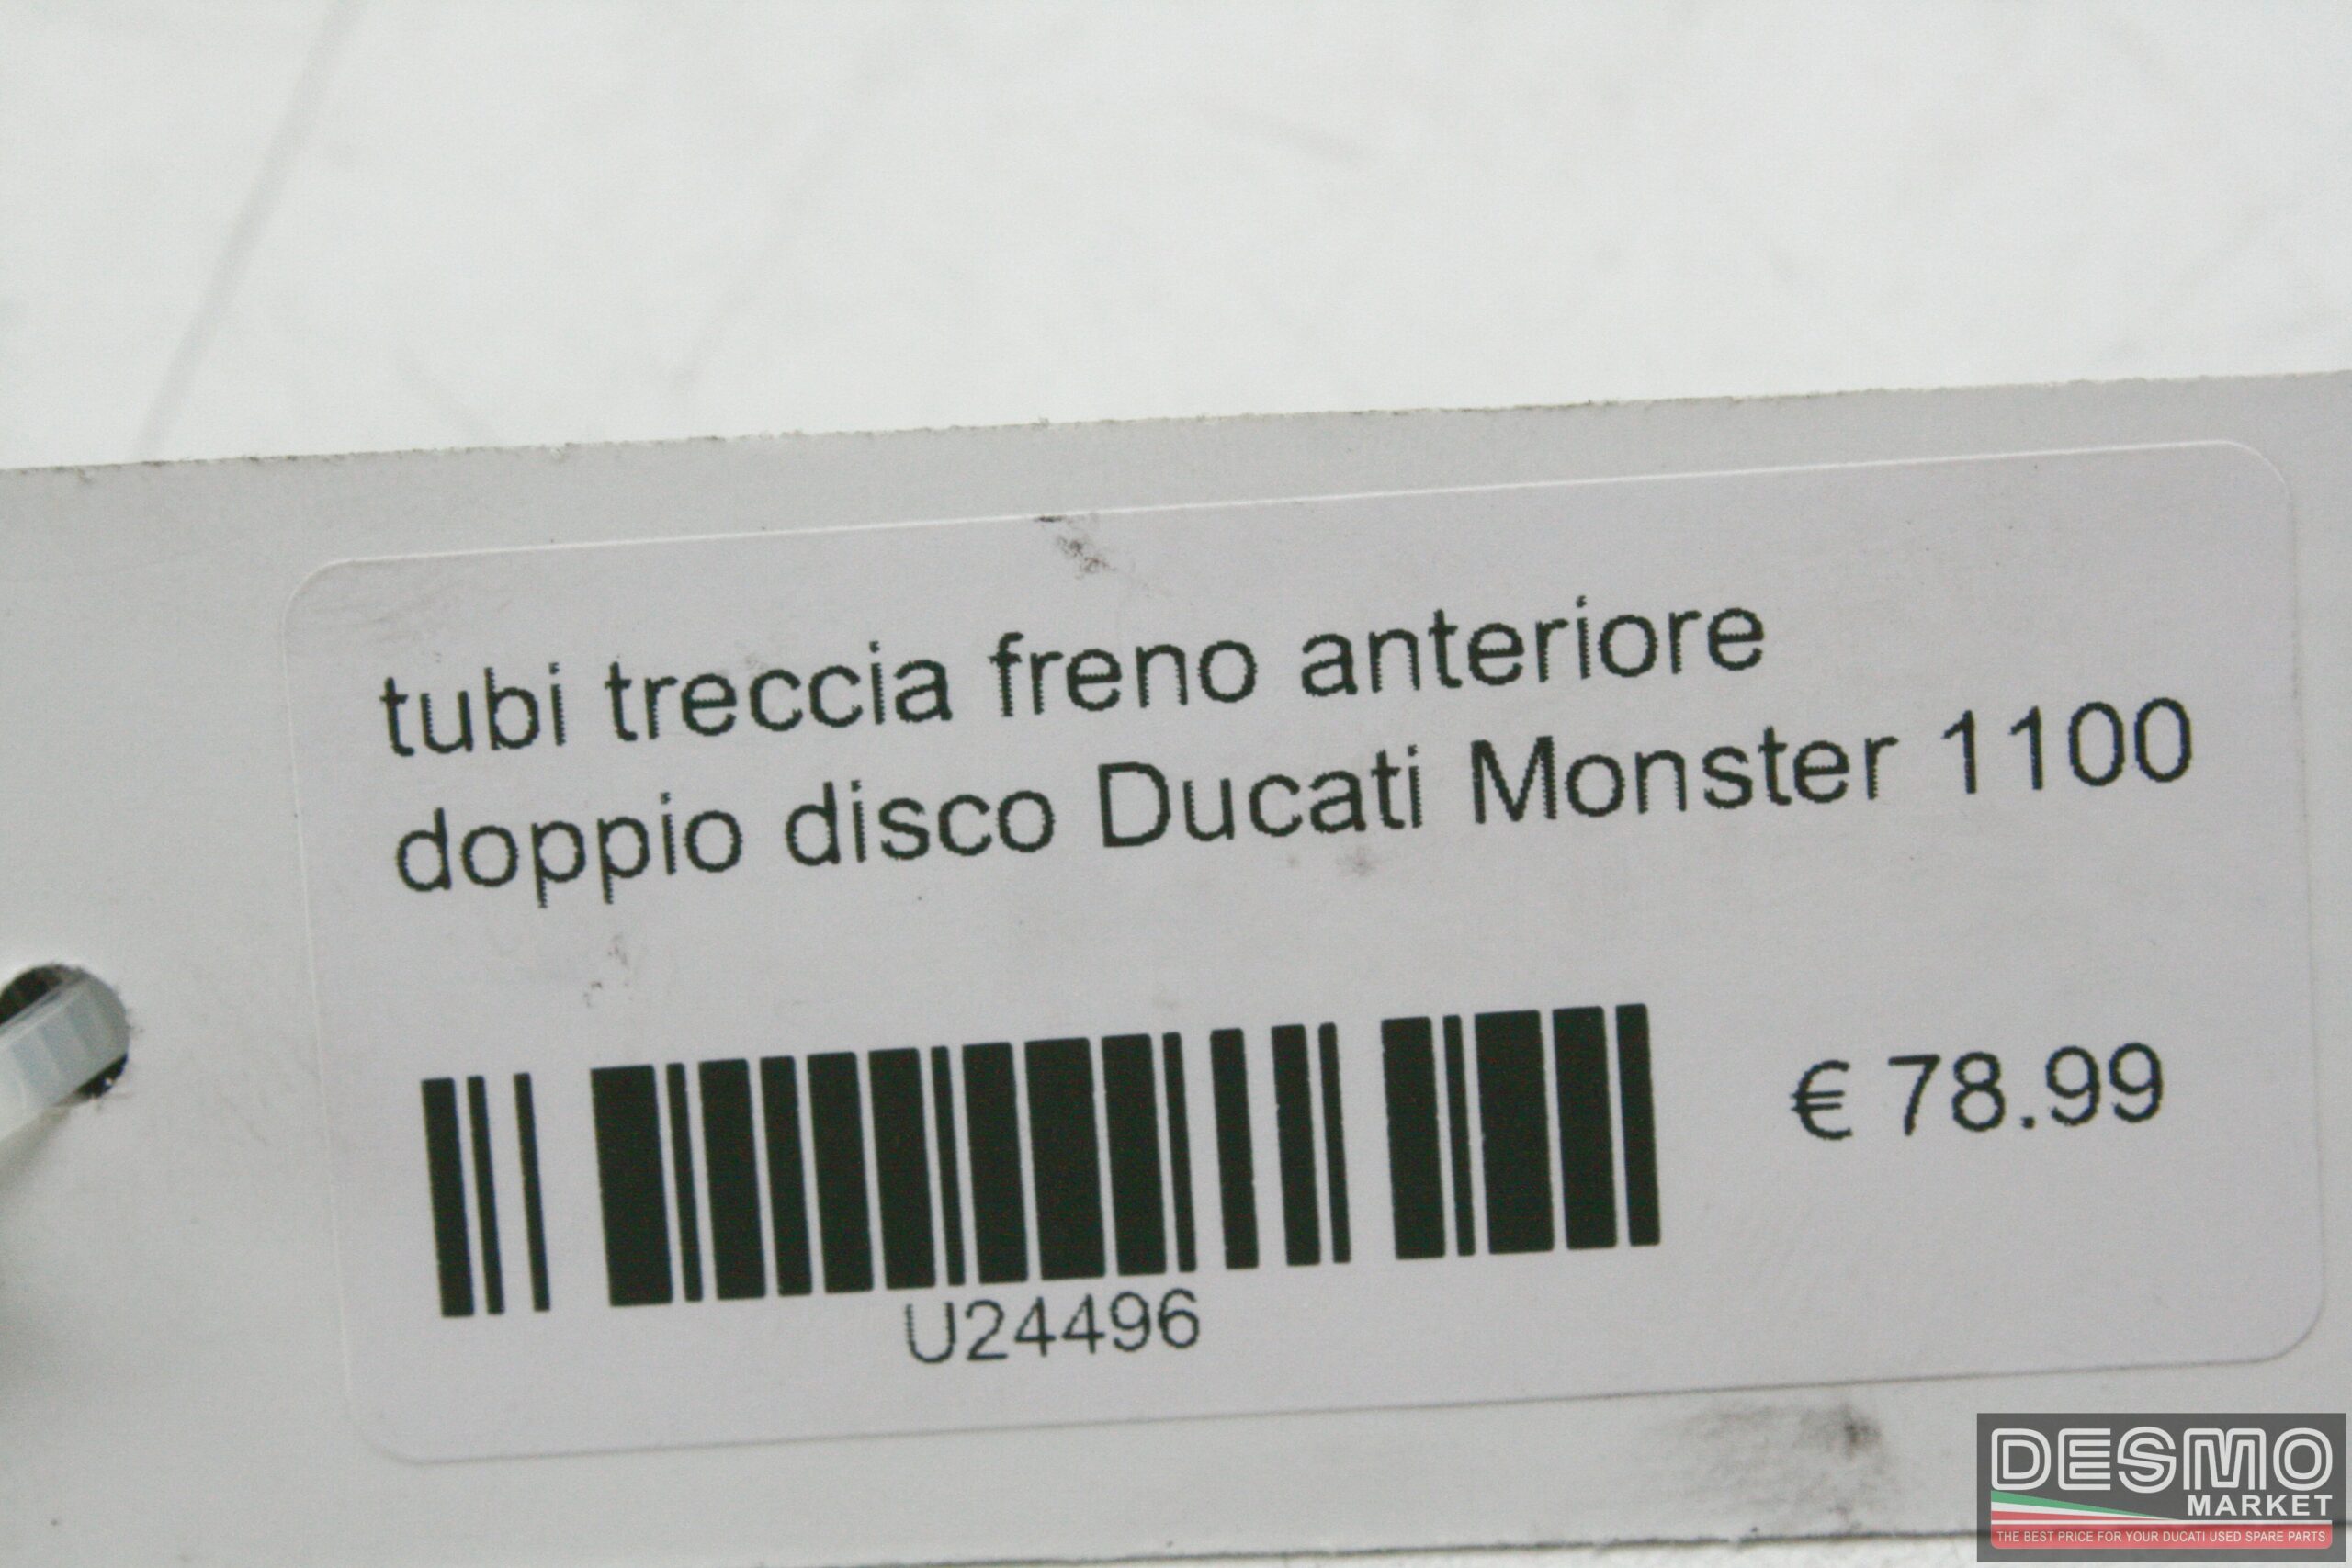 tubi treccia freno anteriore
doppio disco Ducati Monster 1100
€ 78.99
U24496
DESMO
MARKET
THE BEST PRICE FOR YOUR DUCATI USED SPARE PARTS